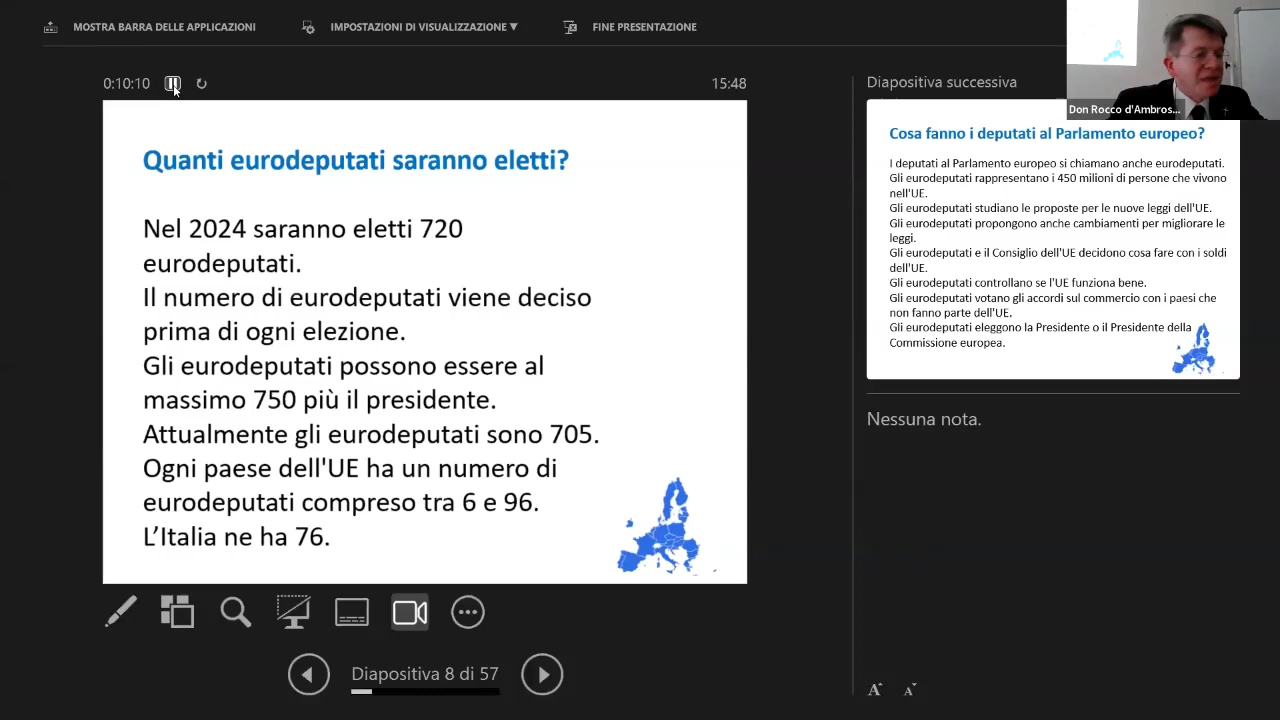 MOSTRA BARRA DELLE APPLICAZIONI
IMPOSTAZIONI DI VISUALIZZAZIONE ▼
FINE PRESENTAZIONE
Don Rocco d'Ambros...
0:10:10
15:48
Quanti eurodeputati saranno eletti?
Nel 2024 saranno eletti 720
eurodeputati.
Il numero di eurodeputati viene deciso
prima di ogni elezione.
Gli eurodeputati possono essere al
massimo 750 più il presidente.
Attualmente gli eurodeputati sono 705.
Ogni paese dell'UE ha un numero di
eurodeputati compreso tra 6 e 96.
L’Italia ne ha 76.
Diapositiva 8 di 57
Diapositiva successiva
Cosa fanno i deputati al Parlamento europeo?
I deputati al Parlamento europeo si chiamano anche eurodeputati.
Gli eurodeputati rappresentano i 450 milioni di persone che vivono
nell'UE.
Gli eurodeputati studiano le proposte per le nuove leggi dell'UE.
Gli eurodeputati propongono anche cambiamenti per migliorare le
leggi.
Gli eurodeputati e il Consiglio dell'UE decidono cosa fare con i soldi
dell'UE.
Gli eurodeputati controllano se l'UE funziona bene.
Gli eurodeputati votano gli accordi sul commercio con i paesi che
non fanno parte dell'UE.
Gli eurodeputati eleggono la Presidente o il Presidente della
Commissione europea.
Nessuna nota.
A A